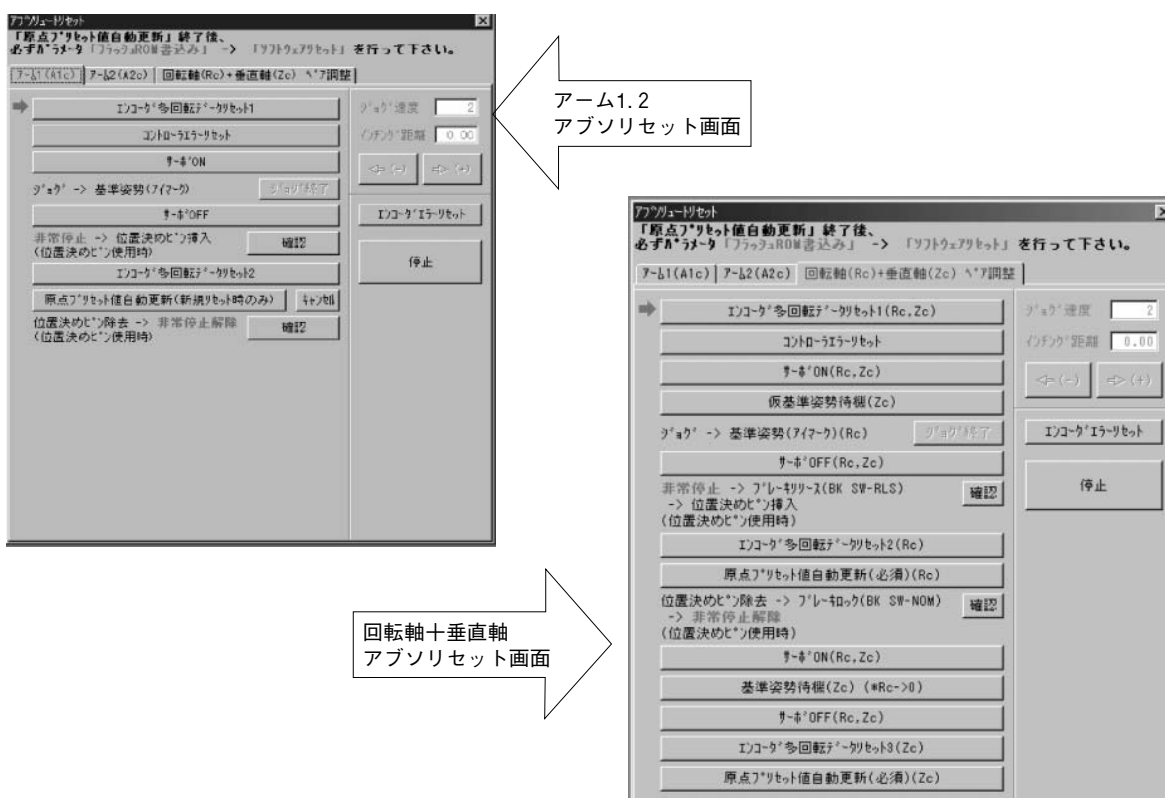 アブソリュートリセット
「原点プリセット値自動更新」終了後、
必ずパラメータ「フラッシュROM書込み」 -> 「ソフトウェアリセット」を行って下さい。
アーム1(A1c) アーム2(A2c) 回転軸(Rc)+垂直軸(Zc) ペア調整
エンコーダ多回転データリセット1
コントローラエラーリセット
サーボON
ジョグ -> 基準姿勢(アイマーク) ジョグ終了
サーボOFF
非常停止 -> 位置決めピン挿入
(位置決めピン使用時)
確認
エンコーダ多回転データリセット2
原点プリセット値自動更新(新規リセット時のみ) キャンセル
位置決めピン除去 -> 非常停止解除
(位置決めピン使用時)
確認
ジョグ速度 2
インチング距離 0.00
<=(-) =>(+)
エンコーダエラーリセット
停止
アーム1.2
アブソリセット画面
アブソリュートリセット
「原点プリセット値自動更新」終了後、
必ずパラメータ「フラッシュROM書込み」 -> 「ソフトウェアリセット」を行って下さい。
アーム1(A1c) アーム2(A2c) 回転軸(Rc)+垂直軸(Zc) ペア調整
エンコーダ多回転データリセット1(Rc,Zc)
コントローラエラーリセット
サーボON(Rc,Zc)
仮基準姿勢待機(Zc)
ジョグ -> 基準姿勢(アイマーク)(Rc) ジョグ終了
サーボOFF(Rc,Zc)
非常停止 -> ブレーキリリース(BK SW-RLS)
-> 位置決めピン挿入
(位置決めピン使用時)
確認
エンコーダ多回転データリセット2(Rc)
原点プリセット値自動更新(必須)(Rc)
位置決めピン除去 -> ブレーキロック(BK SW-NOM)
-> 非常停止解除
(位置決めピン使用時)
確認
サーボON(Rc,Zc)
基準姿勢待機(Zc) (*Rc->0)
サーボOFF(Rc,Zc)
エンコーダ多回転データリセット3(Zc)
原点プリセット値自動更新(必須)(Zc)
ジョグ速度 2
インチング距離 0.00
<=(-) =>(+)
エンコーダエラーリセット
停止
回転軸+垂直軸
アブソリセット画面